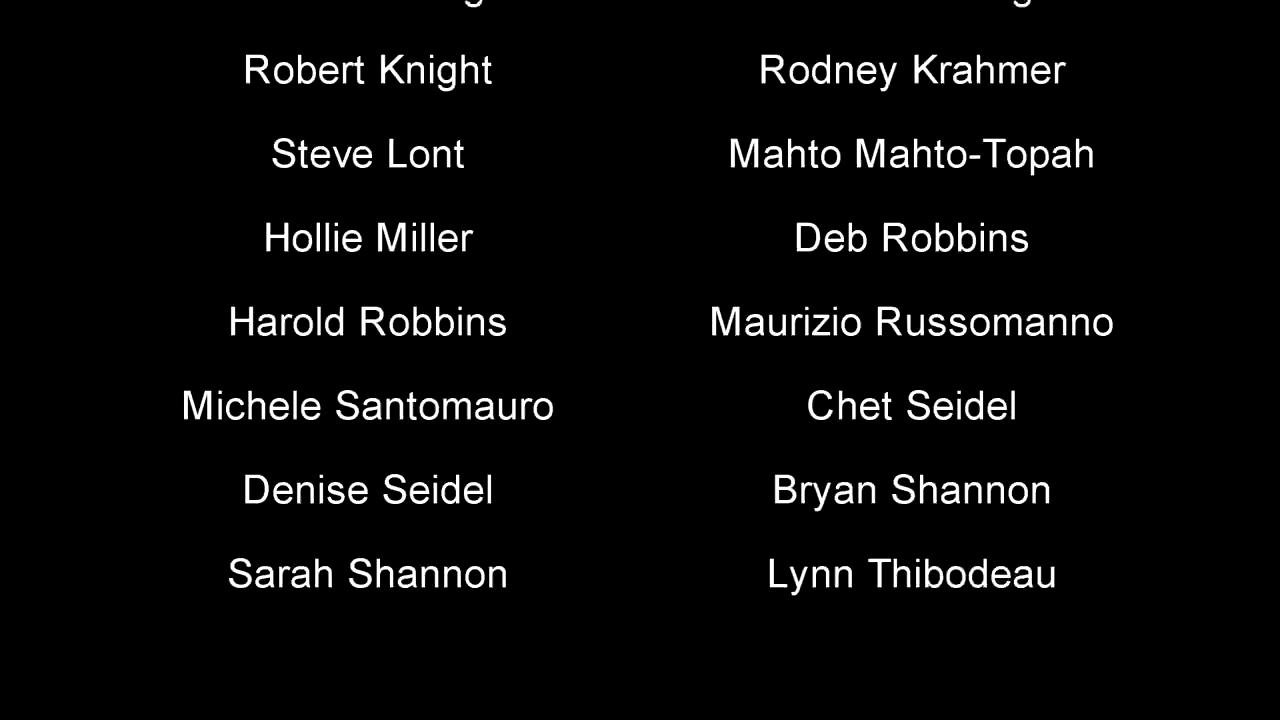 Robert Knight Rodney Krahmer
Steve Lont Mahto Mahto-Topah
Hollie Miller Deb Robbins
Harold Robbins Maurizio Russomanno
Michele Santomauro Chet Seidel
Denise Seidel Bryan Shannon
Sarah Shannon Lynn Thibodeau